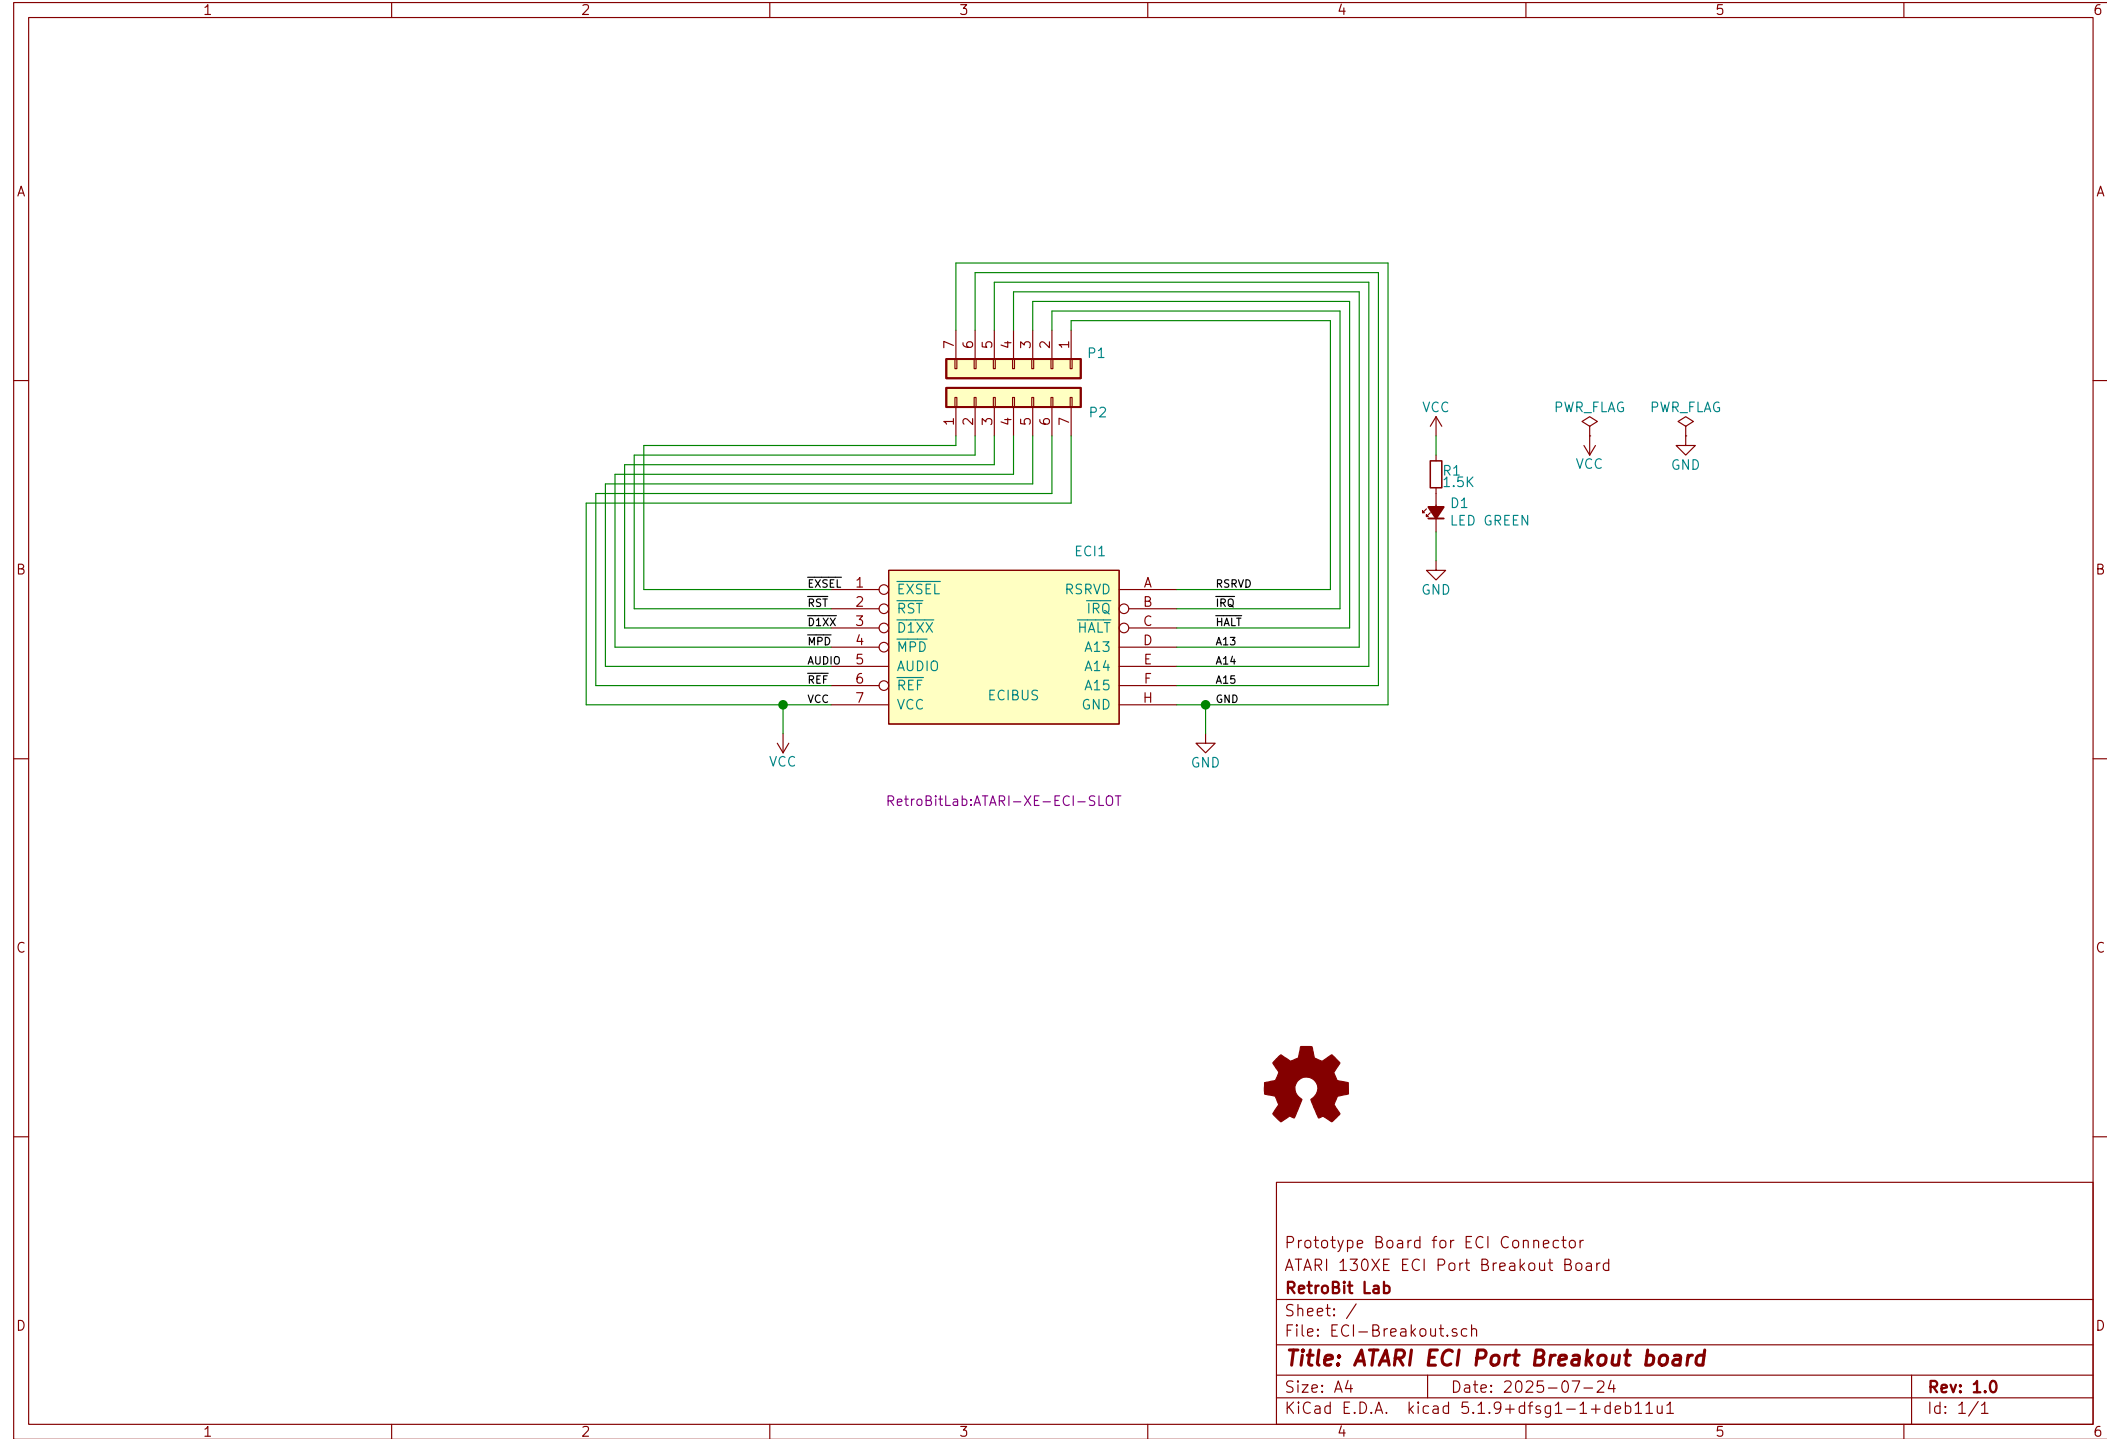 1 2 3 4 5 6
A A
7 6 5 4 3 2 1
P1
P2
1 2 3 4 5 6 7
VCC PWR_FLAG PWR_FLAG
R1
1.5K
VCC GND
D1
LED GREEN
GND
ECI1
B B
EXSEL 1 EXSEL RSRVD A RSRVD
RST 2 RST IRQ B IRQ
D1XX 3 D1XX HALT C HALT
MPD 4 MPD A13 D A13
AUDIO 5 AUDIO A14 E A14
REF 6 REF A15 F A15
ECIBUS
VCC 7 VCC GND H GND
VCC GND
RetroBitLab:ATARI-XE-ECI-SLOT
C C
Prototype Board for ECI Connector
ATARI 130XE ECI Port Breakout Board
RetroBit Lab
Sheet: /
File: ECI-Breakout.sch
D D
Title: ATARI ECI Port Breakout board
Size: A4 Date: 2025-07-24 Rev: 1.0
KiCad E.D.A. kicad 5.1.9+dfsg1-1+deb11u1 Id: 1/1
1 2 3 4 5 6